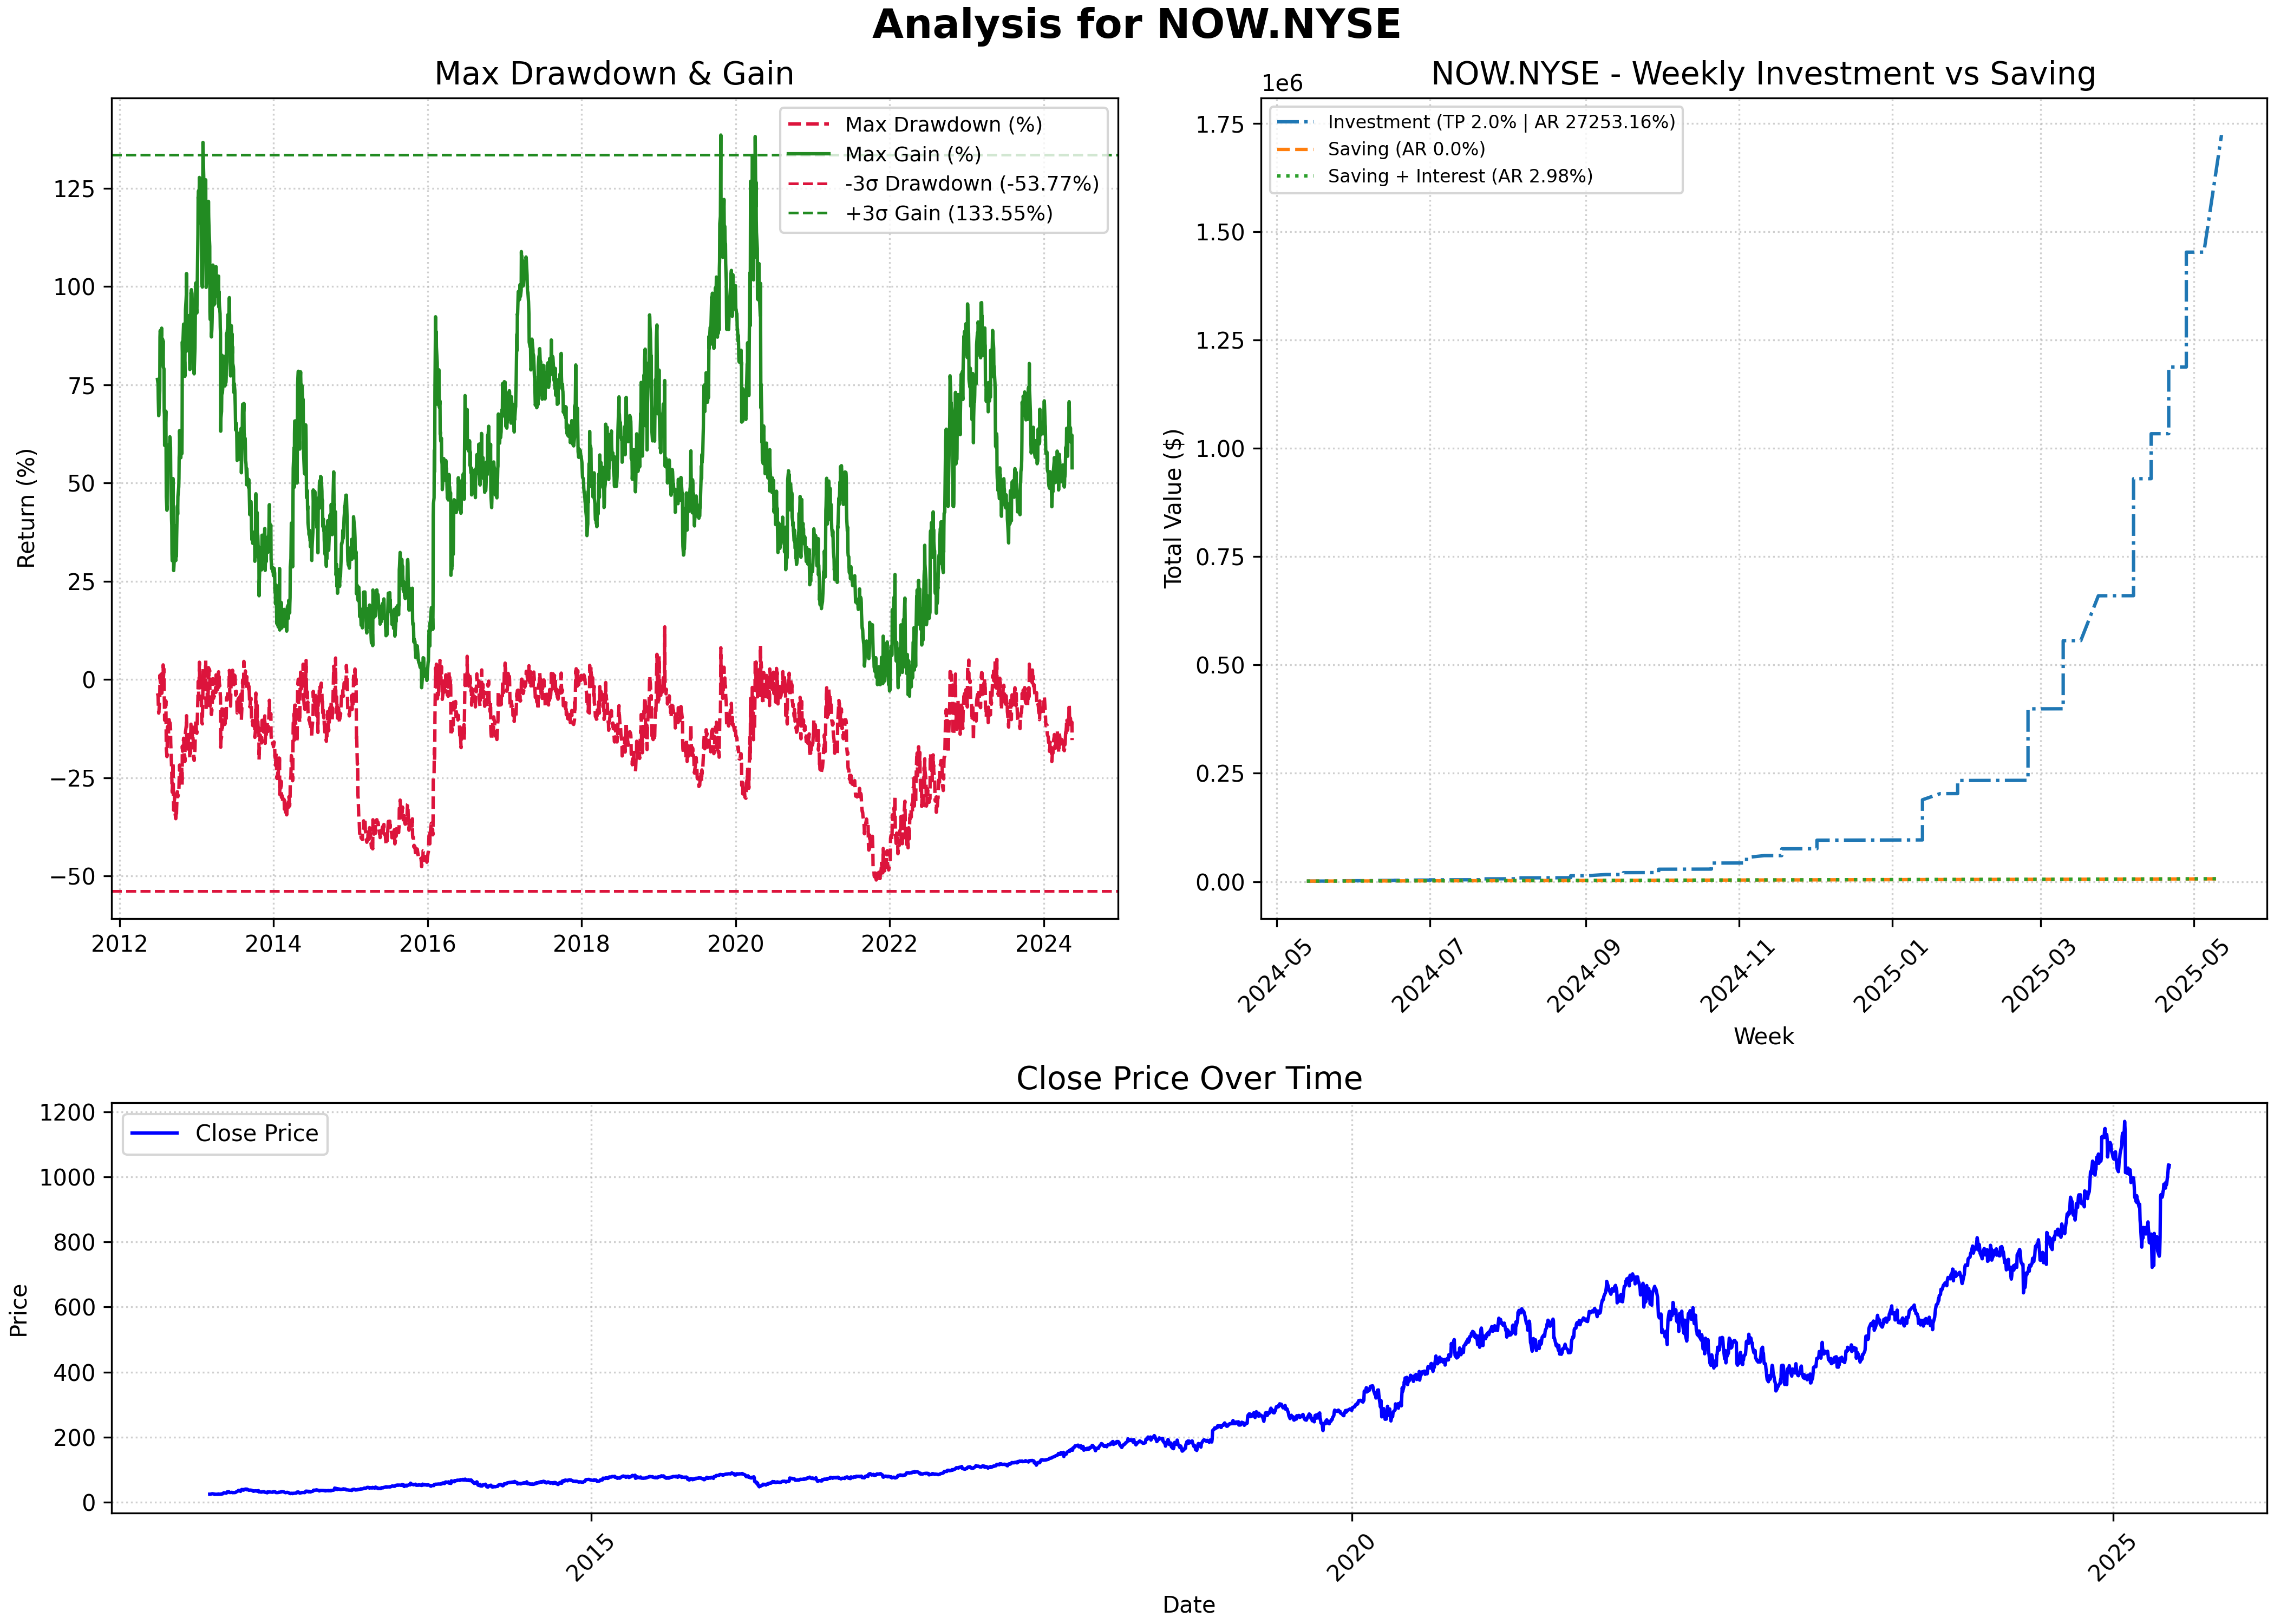 Analysis for NOW.NYSE
Max Drawdown & Gain
Return (%)
125
100
75
50
25
0
−25
−50
2012
2014
2016
2018
2020
2022
2024
Max Drawdown (%)
Max Gain (%)
-3σ Drawdown (-53.77%)
+3σ Gain (133.55%)
NOW.NYSE - Weekly Investment vs Saving
1e6
Total Value ($)
1.75
1.50
1.25
1.00
0.75
0.50
0.25
0.00
Investment (TP 2.0% | AR 27253.16%)
Saving (AR 0.0%)
Saving + Interest (AR 2.98%)
2024-05
2024-07
2024-09
2024-11
2025-01
2025-03
2025-05
Week
Close Price Over Time
Price
1200
1000
800
600
400
200
0
Close Price
2015
2020
2025
Date